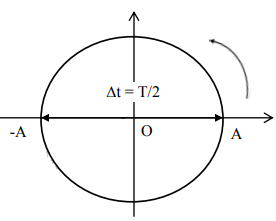 Δt = T/2
-A
O
A